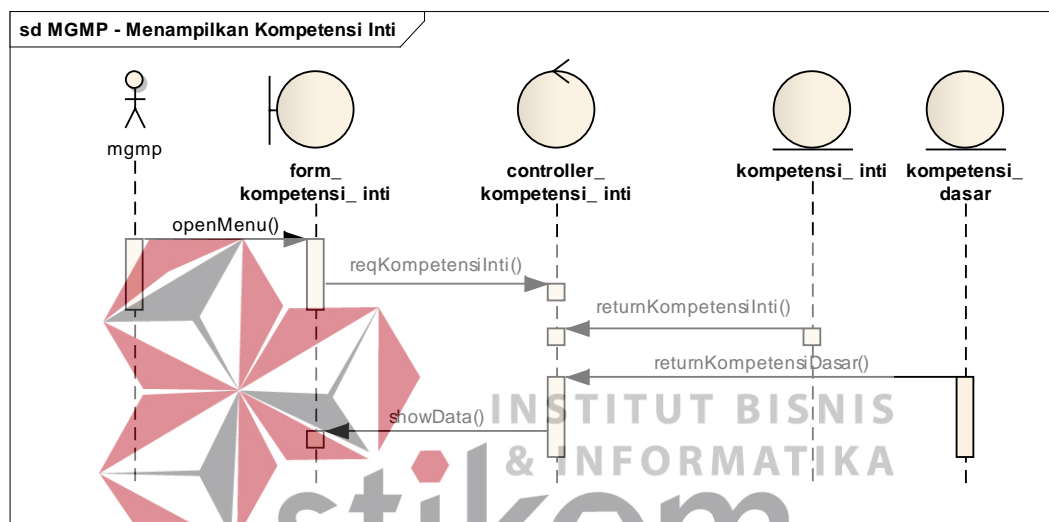 sd MGMP - Menampilkan Kompetensi Inti
mgmp
form_
kompetensi_ inti
controller_
kompetensi_ inti
kompetensi_ inti
kompetensi_
dasar
openMenu()
reqKompetensiInti()
returnKompetensiInti()
returnKompetensiDasar()
showData()
INSTITUT BISNIS
& INFORMATIKA
stikom